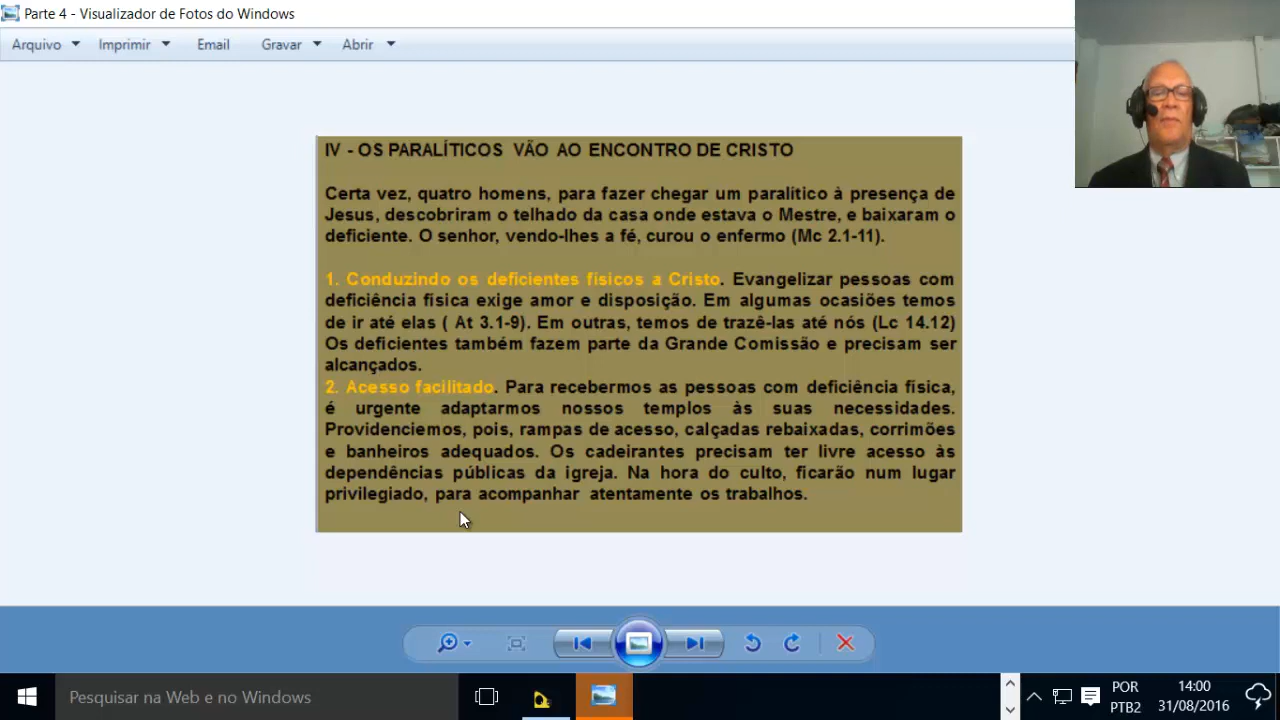 Parte 4 - Visualizador de Fotos do Windows
Arquivo Imprimir Email Gravar Abrir
IV - OS PARALÍTICOS VÃO AO ENCONTRO DE CRISTO
Certa vez, quatro homens, para fazer chegar um paralítico à presença de
Jesus, descobriram o telhado da casa onde estava o Mestre, e baixaram o
deficiente. O senhor, vendo-lhes a fé, curou o enfermo (Mc 2.1-11).
1. Conduzindo os deficientes físicos a Cristo. Evangelizar pessoas com
deficiência física exige amor e disposição. Em algumas ocasiões temos
de ir até elas ( At 3.1-9). Em outras, temos de trazê-las até nós (Lc 14.12)
Os deficientes também fazem parte da Grande Comissão e precisam ser
alcançados.
2. Acesso facilitado. Para recebermos as pessoas com deficiência física,
é urgente adaptarmos nossos templos às suas necessidades.
Providenciemos, pois, rampas de acesso, calçadas rebaixadas, corrimões
e banheiros adequados. Os cadeirantes precisam ter livre acesso às
dependências públicas da igreja. Na hora do culto, ficarão num lugar
privilegiado, para acompanhar atentamente os trabalhos.
Pesquisar na Web e no Windows
POR
PTB2
14:00
31/08/2016